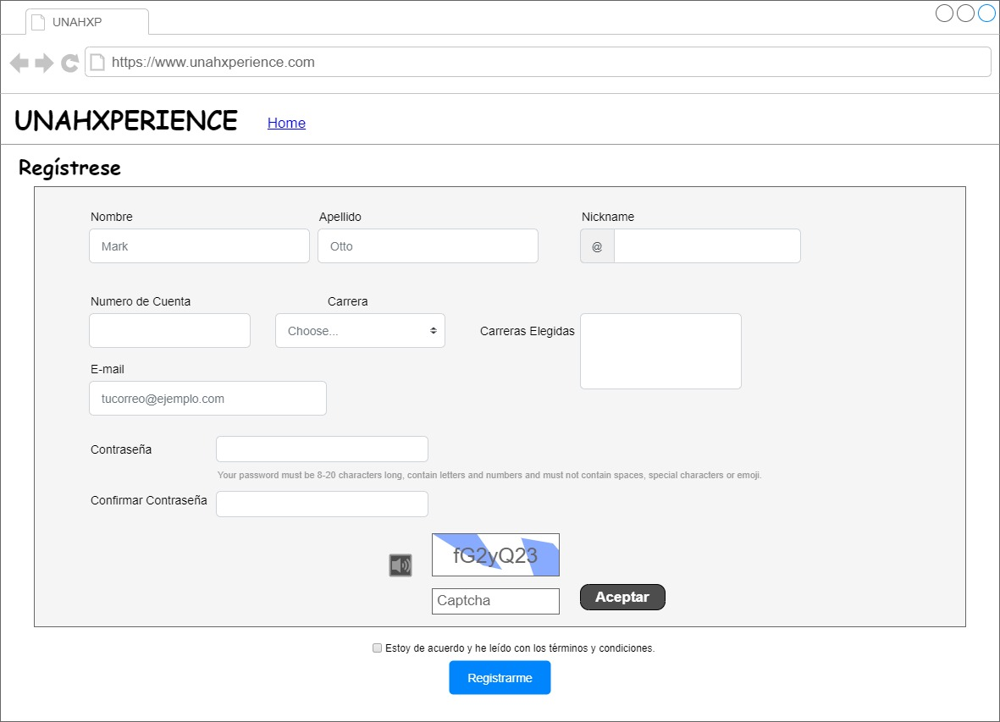 UNAHXP
https://www.unahxperience.com
UNAHXPERIENCE Home
Regístrese
Nombre Apellido Nickname
Mark Otto @
Numero de Cuenta Carrera
Choose... Carreras Elegidas
E-mail
tucorreo@ejemplo.com
Contraseña
Your password must be 8-20 characters long, contain letters and numbers and must not contain spaces, special characters or emoji.
Confirmar Contraseña
fG2yQ23
Captcha Aceptar
Estoy de acuerdo y he leído con los términos y condiciones.
Registrarme